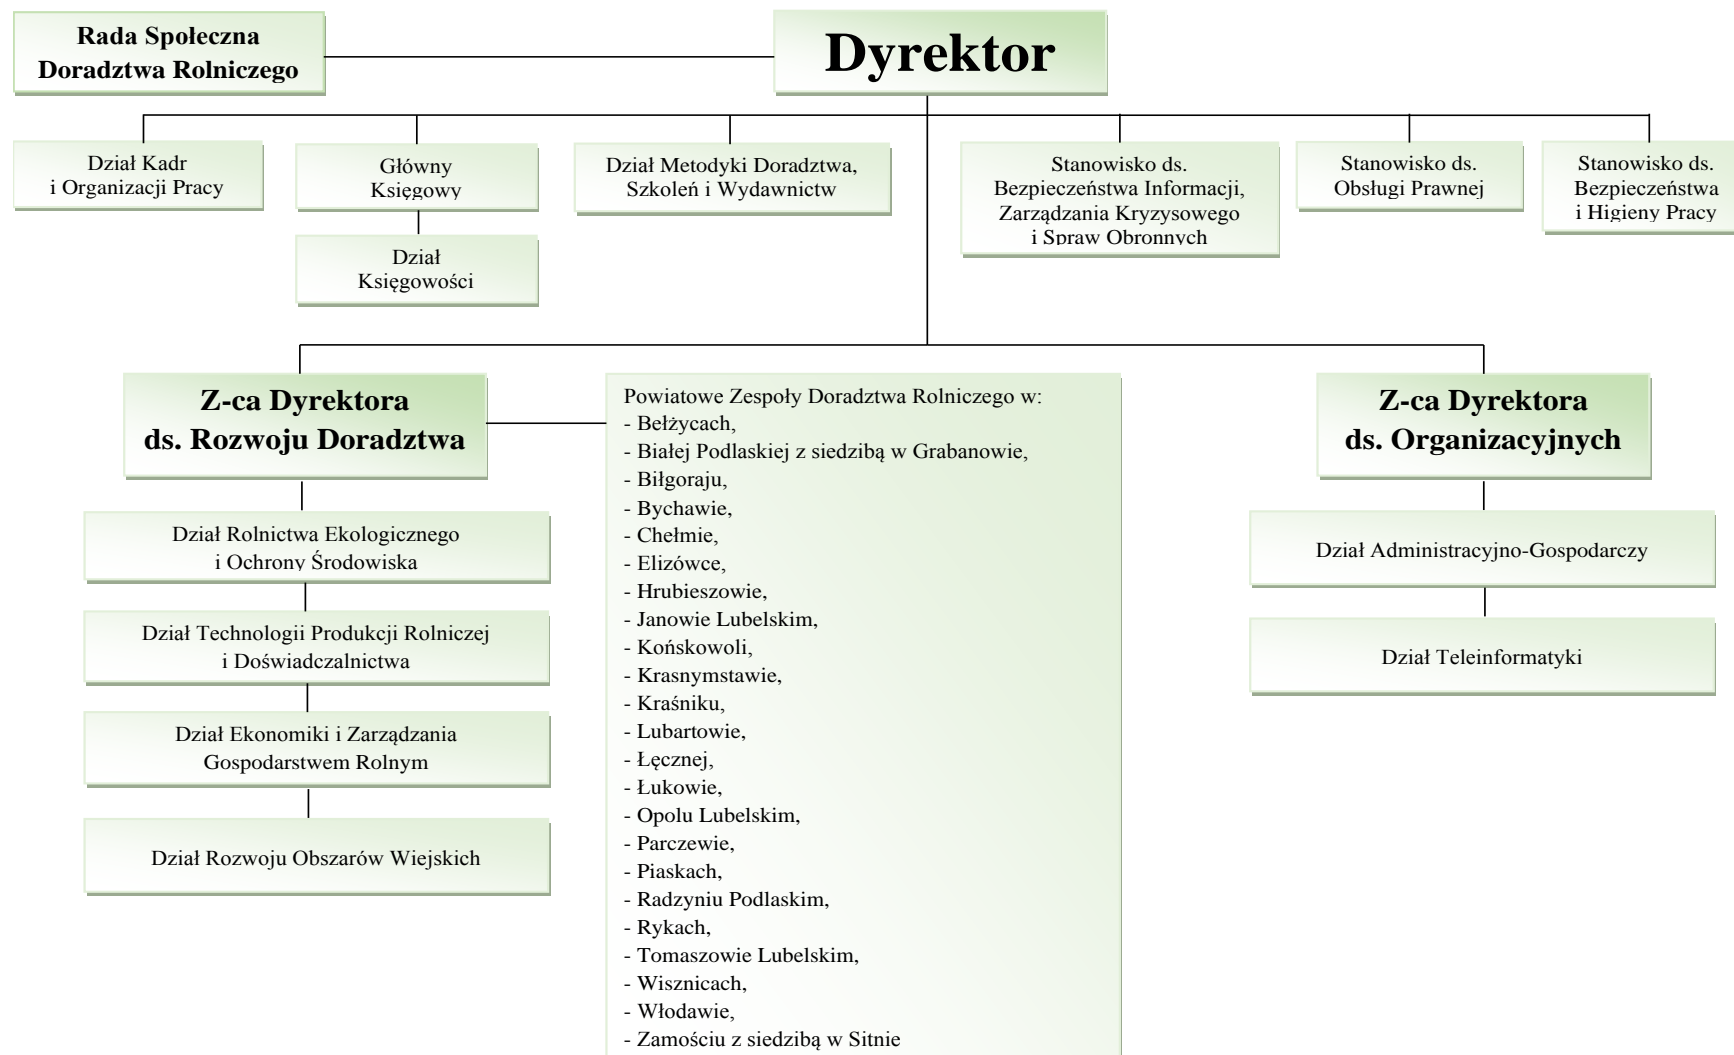 Rada Społeczna
Doradztwa Rolniczego
Dyrektor
Dział Kadr
i Organizacji Pracy
Główny
Księgowy
Dział Metodyki Doradztwa,
Szkoleń i Wydawnictw
Stanowisko ds.
Bezpieczeństwa Informacji,
Zarządzania Kryzysowego
i Spraw Obronnych
Stanowisko ds.
Obsługi Prawnej
Stanowisko ds.
Bezpieczeństwa
i Higieny Pracy
Dział
Księgowości
Z-ca Dyrektora
ds. Rozwoju Doradztwa
Dział Rolnictwa Ekologicznego
i Ochrony Środowiska
Dział Technologii Produkcji Rolniczej
i Doświadczalnictwa
Dział Ekonomiki i Zarządzania
Gospodarstwem Rolnym
Dział Rozwoju Obszarów Wiejskich
Powiatowe Zespoły Doradztwa Rolniczego w:
- Bełżycach,
- Białej Podlaskiej z siedzibą w Grabanowie,
- Biłgoraju,
- Bychawie,
- Chełmie,
- Elizówce,
- Hrubieszowie,
- Janowie Lubelskim,
- Końskowoli,
- Krasnymstawie,
- Kraśniku,
- Lubartowie,
- Łęcznej,
- Łukowie,
- Opolu Lubelskim,
- Parczewie,
- Piaskach,
- Radzyniu Podlaskim,
- Rykach,
- Tomaszowie Lubelskim,
- Wisznicach,
- Włodawie,
- Zamościu z siedzibą w Sitnie
Z-ca Dyrektora
ds. Organizacyjnych
Dział Administracyjno-Gospodarczy
Dział Teleinformatyki